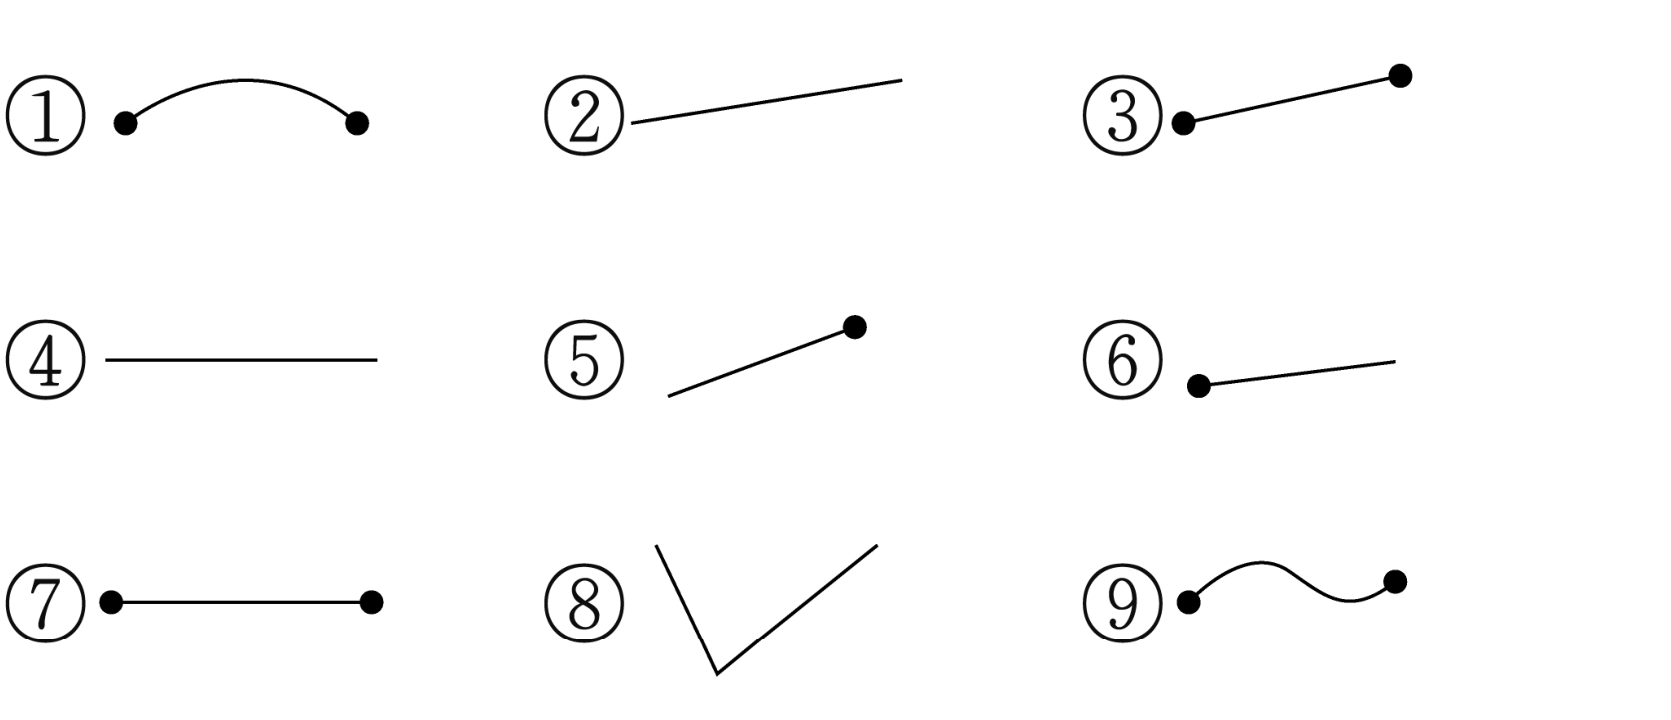 ① ② ③
④ ⑤ ⑥
⑦ ⑧ ⑨